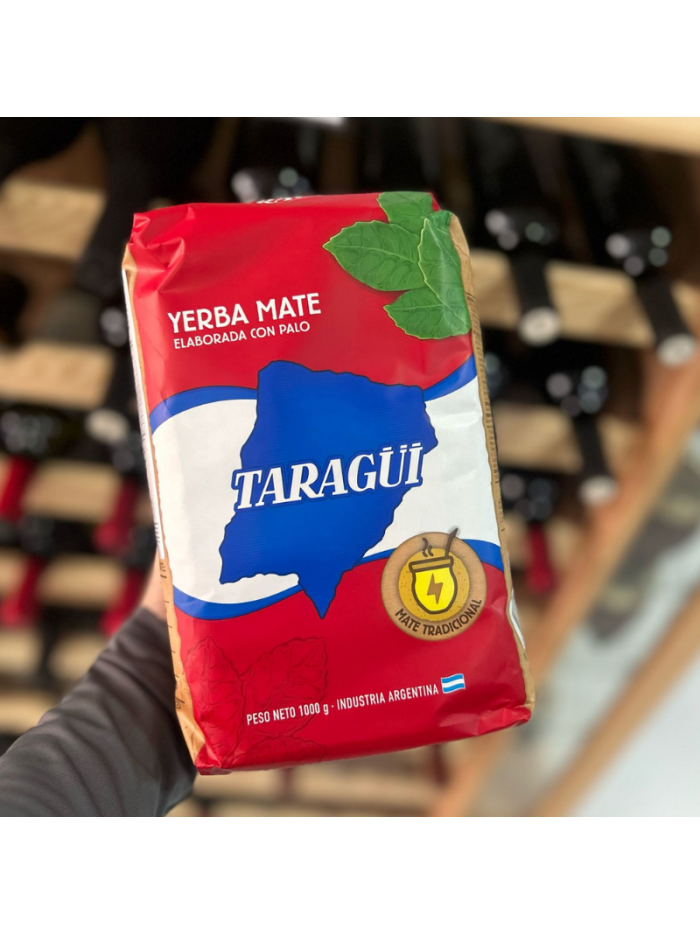 YERBA MATE
ELABORADA CON PALO
TARAGÜİ
MATE TRADICIONAL
PESO NETO 1000 g - INDUSTRIA ARGENTINA